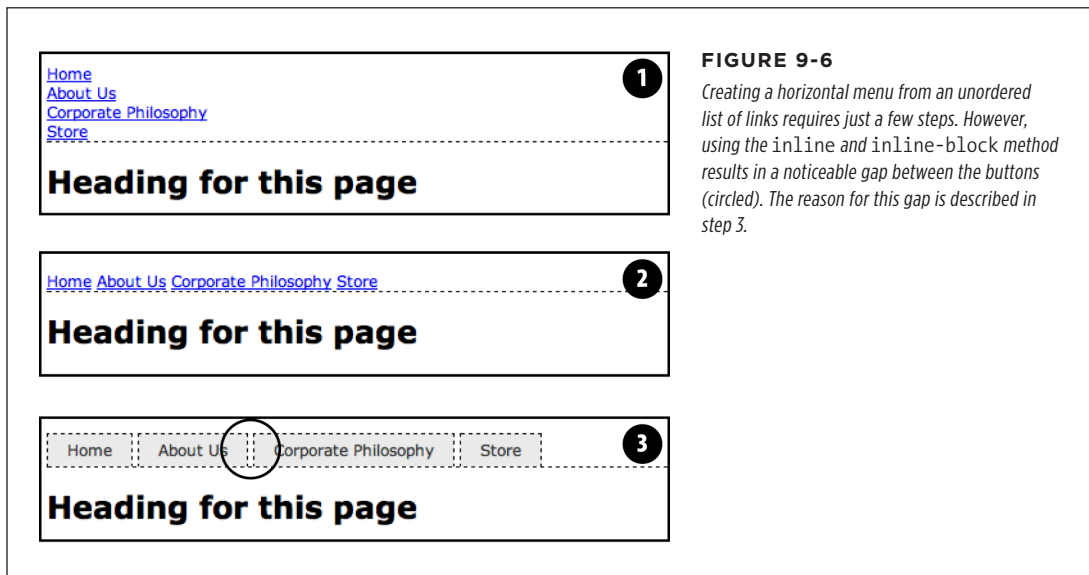 Home
About Us
Corporate Philosophy
Store
1
Heading for this page
Home About Us Corporate Philosophy Store
2
Heading for this page
Home About Us Corporate Philosophy Store
3
Heading for this page
FIGURE 9-6
Creating a horizontal menu from an unordered
list of links requires just a few steps. However,
using the inline and inline-block method
results in a noticeable gap between the buttons
(circled). The reason for this gap is described in
step 3.